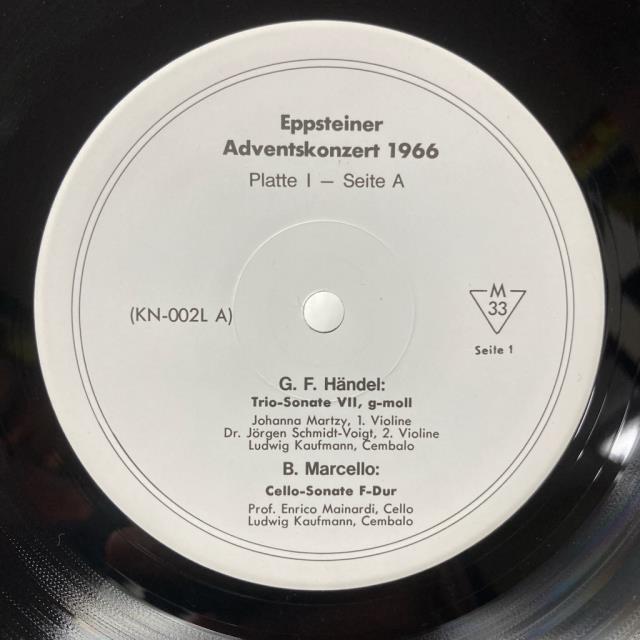 Eppsteiner
Adventskonzert 1966
Platte I – Seite A
(KN-002L A)
M
33
Seite 1
G. F. Händel:
Trio-Sonate VII, g-moll
Johanna Martzy, 1. Violine
Dr. Jörgen Schmidt-Voigt, 2. Violine
Ludwig Kaufmann, Cembalo
B. Marcello:
Cello-Sonate F-Dur
Prof. Enrico Mainardi, Cello
Ludwig Kaufmann, Cembalo